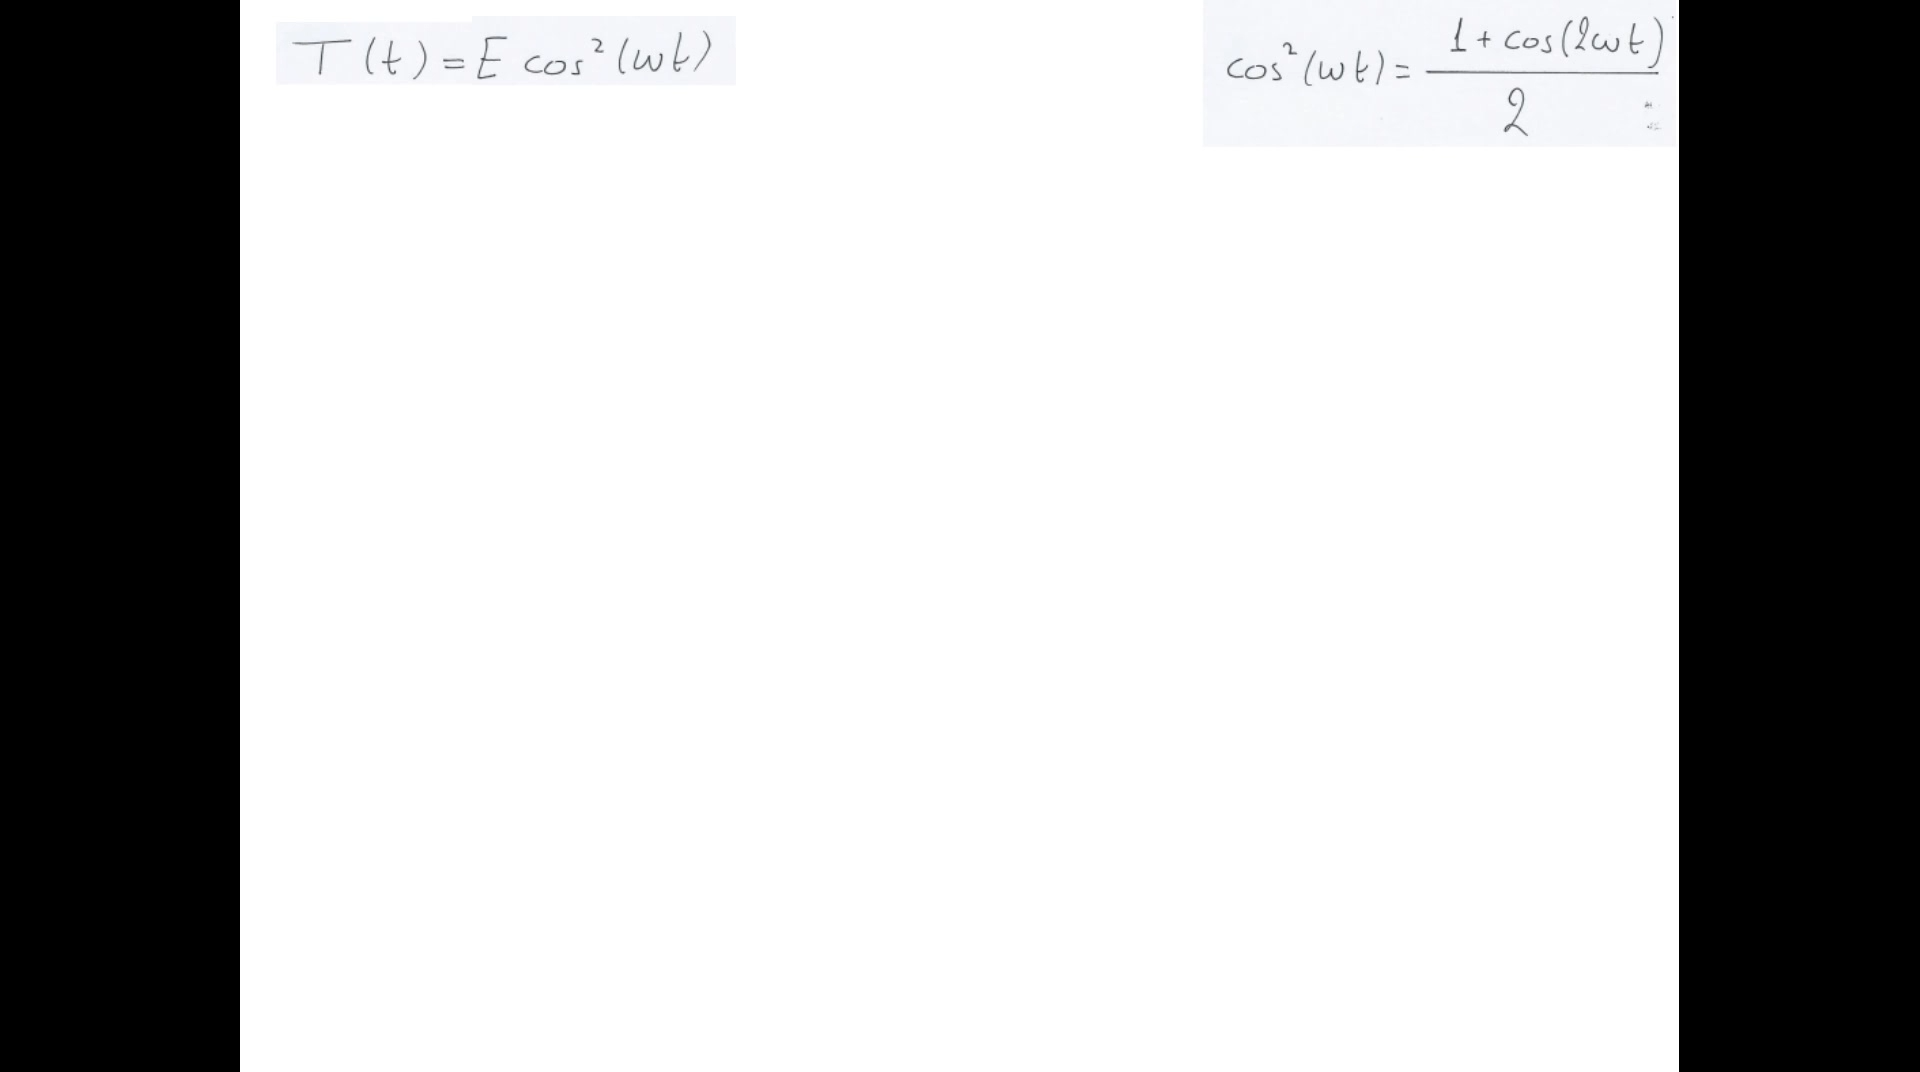 T(t) = E cos²(ωt)
cos²(ωt) = (1 + cos(2ωt)) / 2